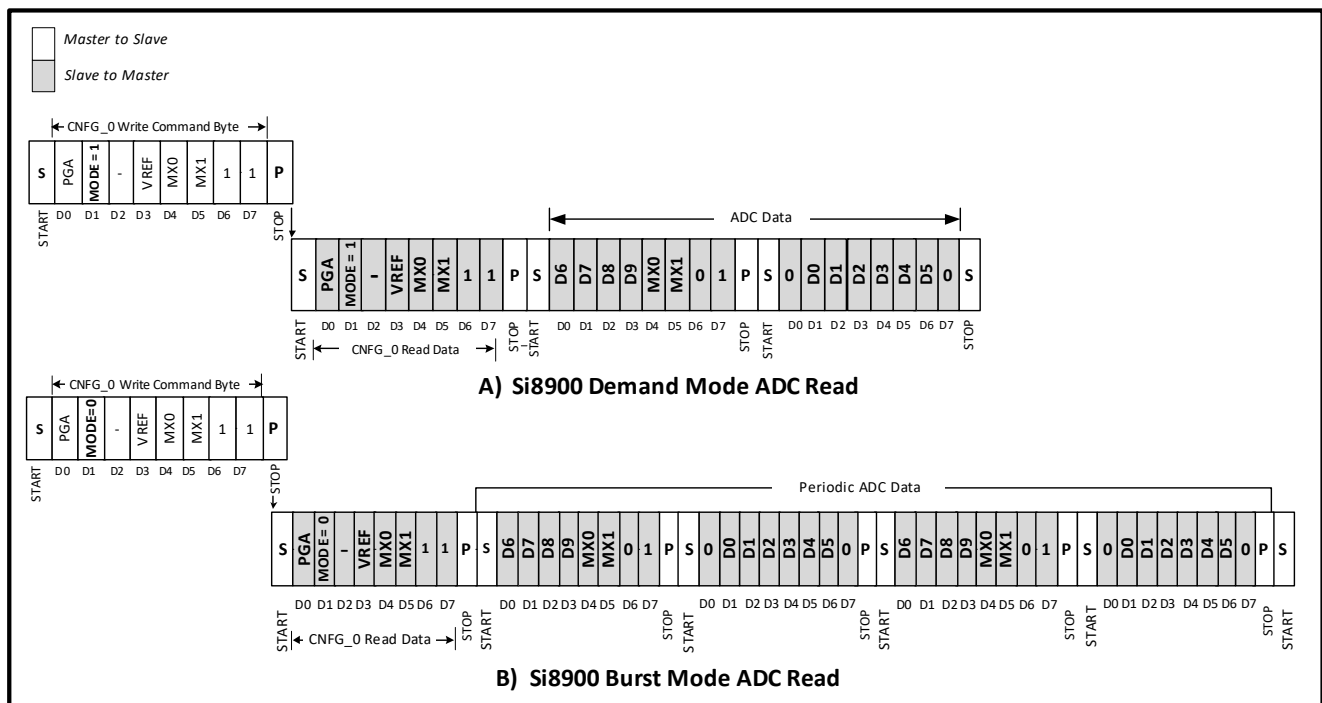 Master to Slave
Slave to Master
CNFG_0 Write Command Byte
S PGA MODE = 1 - VREF MX0 MX1 1 1 P
START D0 D1 D2 D3 D4 D5 D6 D7 STOP
ADC Data
S PGA MODE = 1 - VREF MX0 MX1 1 1 P S D6 D7 D8 D9 MX0 MX1 0 1 P S 0 D0 D1 D2 D3 D4 D5 0 S
START D0 D1 D2 D3 D4 D5 D6 D7 STOP START D0 D1 D2 D3 D4 D5 D6 D7 STOP START D0 D1 D2 D3 D4 D5 D6 D7 STOP
CNFG_0 Read Data
A) Si8900 Demand Mode ADC Read
CNFG_0 Write Command Byte
S PGA MODE=0 - VREF MX0 MX1 1 1 P
START D0 D1 D2 D3 D4 D5 D6 D7 STOP
Periodic ADC Data
S PGA MODE= 0 - VREF MX0 MX1 1 1 P S D6 D7 D8 D9 MX0 MX1 0 1 P S 0 D0 D1 D2 D3 D4 D5 0 P S D6 D7 D8 D9 MX0 MX1 0 1 P S 0 D0 D1 D2 D3 D4 D5 0 P S
START D0 D1 D2 D3 D4 D5 D6 D7 STOP START D0 D1 D2 D3 D4 D5 D6 D7 STOP START D0 D1 D2 D3 D4 D5 D6 D7 STOP START D0 D1 D2 D3 D4 D5 D6 D7 STOP START D0 D1 D2 D3 D4 D5 D6 D7 STOP START
CNFG_0 Read Data
B) Si8900 Burst Mode ADC Read